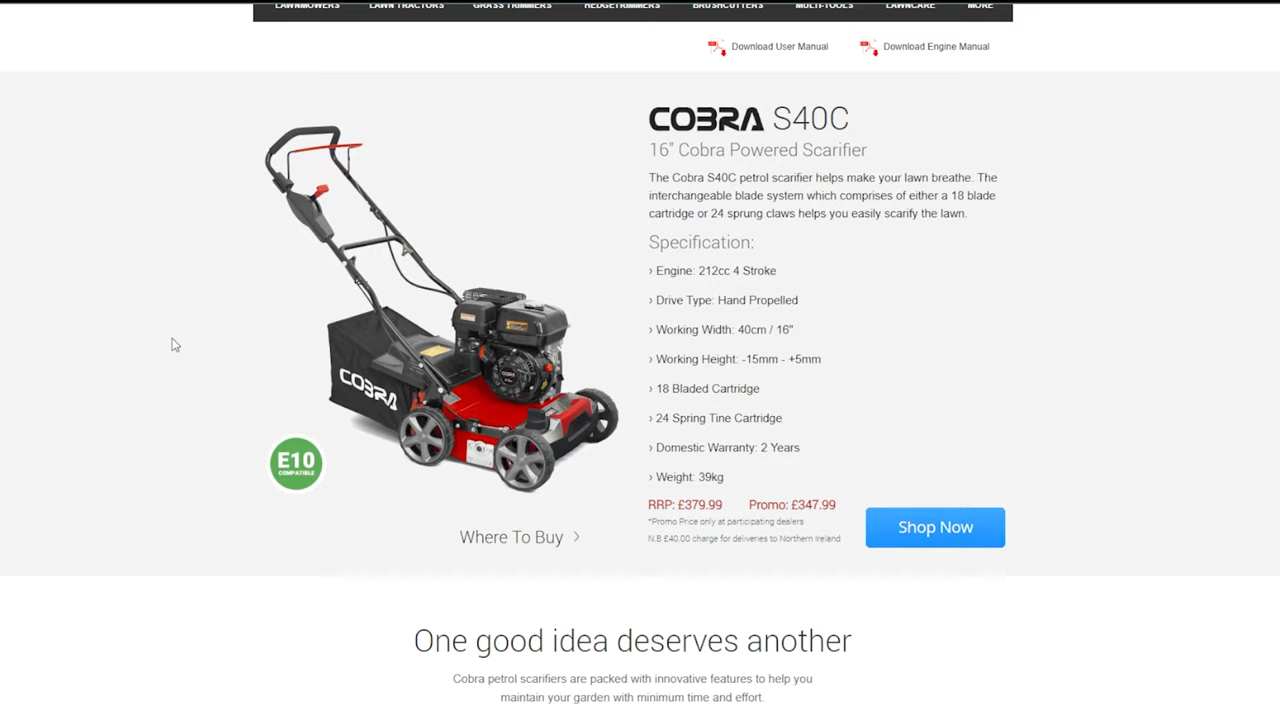 LAWNMOWERS LAWN TRACTORS GRASS TRIMMERS HEDGETRIMMERS BRUSHCUTTERS MULTI-TOOLS LAWNCARE MORE
Download User Manual Download Engine Manual
COBRA S40C
16" Cobra Powered Scarifier
The Cobra S40C petrol scarifier helps make your lawn breathe. The
interchangeable blade system which comprises of either a 18 blade
cartridge or 24 sprung claws helps you easily scarify the lawn.
Specification:
› Engine: 212cc 4 Stroke
› Drive Type: Hand Propelled
› Working Width: 40cm / 16"
› Working Height: -15mm - +5mm
› 18 Bladed Cartridge
› 24 Spring Tine Cartridge
› Domestic Warranty: 2 Years
› Weight: 39kg
COBRA
E10
COMPATIBLE
RRP: £379.99 Promo: £347.99
*Promo Price only at participating dealers
N.B £40.00 charge for deliveries to Northern Ireland
Shop Now
Where To Buy >
One good idea deserves another
Cobra petrol scarifiers are packed with innovative features to help you
maintain your garden with minimum time and effort.